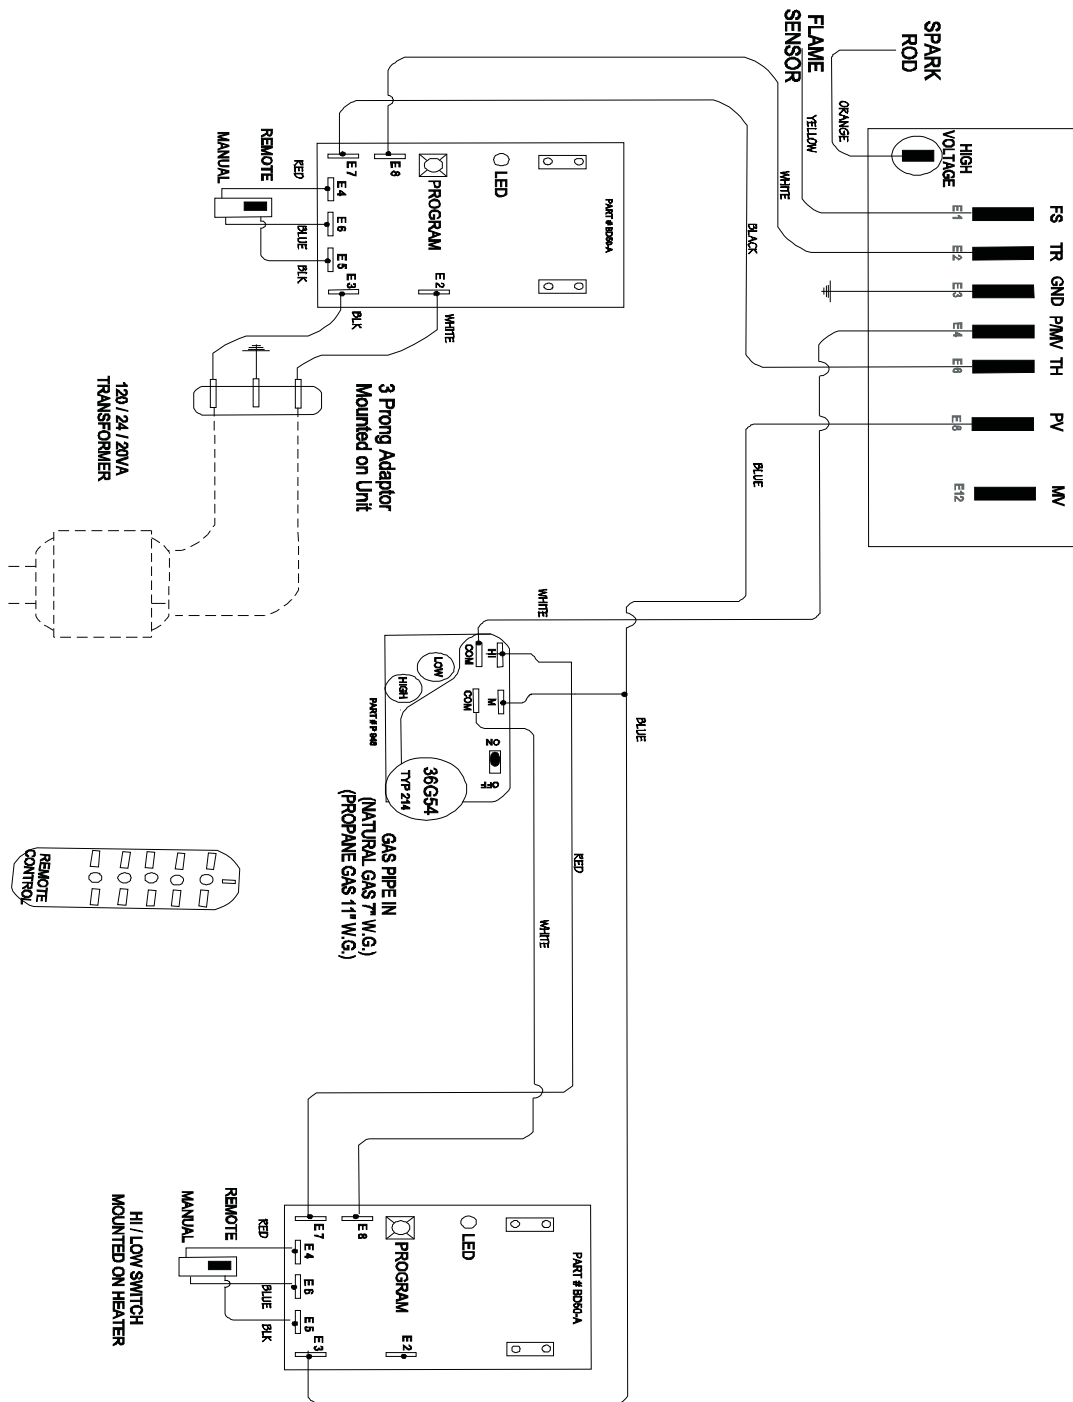 SPARK
ROD
FLAME
SENSOR
ORANGE
YELLOW
HIGH
VOLTAGE
FS
E1
TR
E2
GND
E3
P/MV
E4
TH
E6
PV
E8
MV
E12
WHITE
BLACK
BLUE
E7
E8
PROGRAM
LED
PART # BD50-A
E4
E6
E5
E3
E2
REMOTE
MANUAL
RED
BLUE
BLK
BLK
WHITE
3 Prong Adaptor
Mounted on Unit
120 / 24 / 20VA
TRANSFORMER
WHITE
COM
HI
LOW
HIGH
COM
M
ON
OFF
36G54
TYP 214
BLUE
GAS PIPE IN
(NATURAL GAS 7" W.G.)
(PROPANE GAS 11" W.G.)
RED
WHITE
REMOTE
CONTROL
E7
E8
PROGRAM
LED
PART # BD50-A
E4
E6
E5
E3
E2
REMOTE
MANUAL
RED
BLUE
BLK
HI / LOW SWITCH
MOUNTED ON HEATER